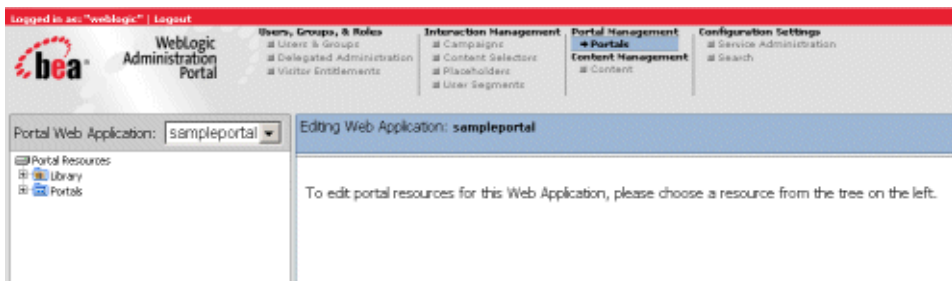 Logged in as: "weblogic" | Logout
bea
WebLogic
Administration
Portal
Users, Groups, & Roles
Users & Groups
Delegated Administration
Visitor Entitlements
Interaction Management
Campaigns
Content Selectors
Placeholders
User Segments
Portal Management
Portals
Content Management
Content
Configuration Settings
Service Administration
Search
Portal Web Application: sampleportal
Portal Resources
Library
Portals
Editing Web Application: sampleportal
To edit portal resources for this Web Application, please choose a resource from the tree on the left.